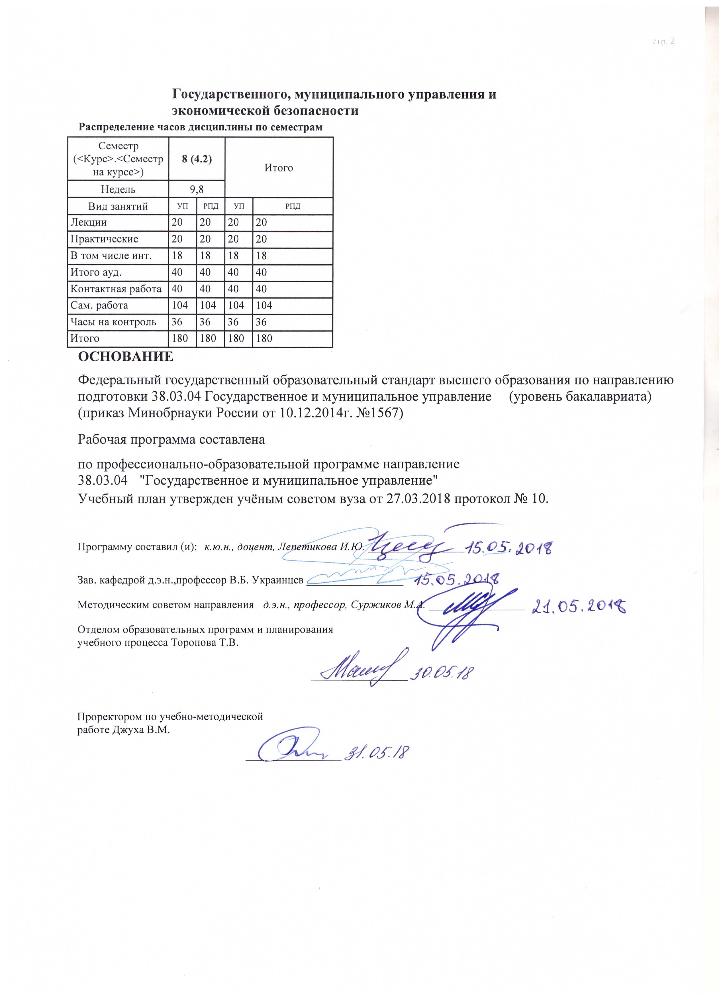 стр. 2
Государственного, муниципального управления и
экономической безопасности
Распределение часов дисциплины по семестрам
Семестр
(<Курс>.<Семестр
на курсе>)
8 (4.2)
Итого
Недель
9,8
Вид занятий УП РПД УП РПД
Лекции 20 20 20 20
Практические 20 20 20 20
В том числе инт. 18 18 18 18
Итого ауд. 40 40 40 40
Контактная работа 40 40 40 40
Сам. работа 104 104 104 104
Часы на контроль 36 36 36 36
Итого 180 180 180 180
ОСНОВАНИЕ
Федеральный государственный образовательный стандарт высшего образования по направлению
подготовки 38.03.04 Государственное и муниципальное управление (уровень бакалавриата)
(приказ Минобрнауки России от 10.12.2014г. №1567)
Рабочая программа составлена
по профессионально-образовательной программе направление
38.03.04 "Государственное и муниципальное управление"
Учебный план утвержден учёным советом вуза от 27.03.2018 протокол № 10.
Программу составил (и): к.ю.н., доцент, Лепетикова И.Ю. 15.05.2018
Зав. кафедрой д.э.н.,профессор В.Б. Украинцев 15.05.2018
Методическим советом направления д.э.н., профессор, Суржиков М.А. 21.05.2018
Отделом образовательных программ и планирования
учебного процесса Торопова Т.В.
30.05.18
Проректором по учебно-методической
работе Джуха В.М.
31.05.18